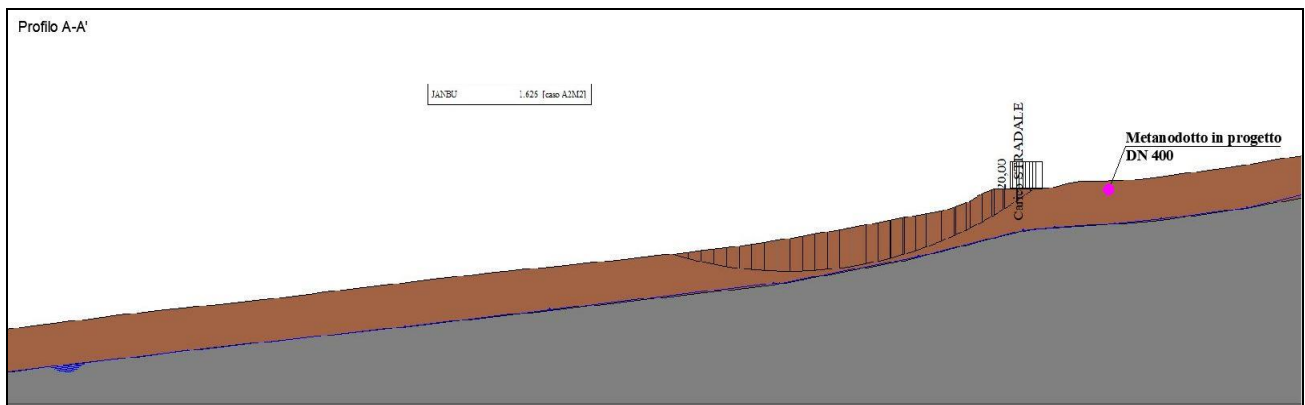 Profilo A-A'
JANBU 1.625 [caso A2M2]
20.00
Carico STRADALE
Metanodotto in progetto
DN 400